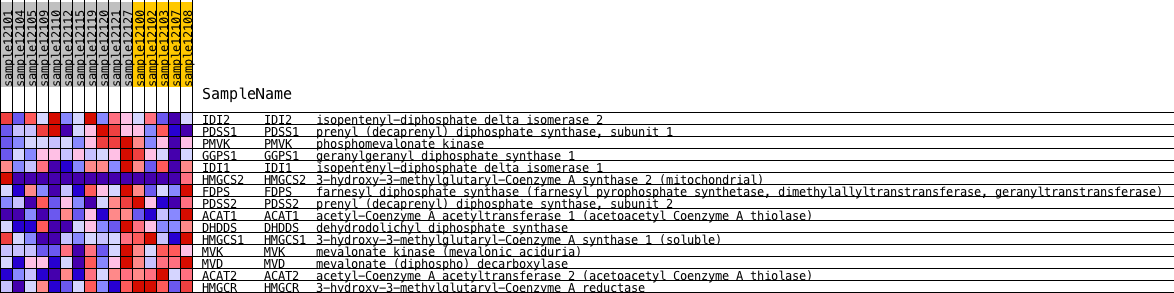 sample12101
sample12104
sample12105
sample12109
sample12110
sample12112
sample12115
sample12119
sample12120
sample12121
sample12127
sample12100
sample12102
sample12103
sample12107
sample12108
SampleName
IDI2 IDI2 isopentenyl-diphosphate delta isomerase 2
PDSS1 PDSS1 prenyl (decaprenyl) diphosphate synthase, subunit 1
PMVK PMVK phosphomevalonate kinase
GGPS1 GGPS1 geranylgeranyl diphosphate synthase 1
IDI1 IDI1 isopentenyl-diphosphate delta isomerase 1
HMGCS2 HMGCS2 3-hydroxy-3-methylglutaryl-Coenzyme A synthase 2 (mitochondrial)
FDPS FDPS farnesyl diphosphate synthase (farnesyl pyrophosphate synthetase, dimethylallyltranstransferase, geranyltranstransferase)
PDSS2 PDSS2 prenyl (decaprenyl) diphosphate synthase, subunit 2
ACAT1 ACAT1 acetyl-Coenzyme A acetyltransferase 1 (acetoacetyl Coenzyme A thiolase)
DHDDS DHDDS dehydrodolichyl diphosphate synthase
HMGCS1 HMGCS1 3-hydroxy-3-methylglutaryl-Coenzyme A synthase 1 (soluble)
MVK MVK mevalonate kinase (mevalonic aciduria)
MVD MVD mevalonate (diphospho) decarboxylase
ACAT2 ACAT2 acetyl-Coenzyme A acetyltransferase 2 (acetoacetyl Coenzyme A thiolase)
HMGCR HMGCR 3-hydroxy-3-methylglutaryl-Coenzyme A reductase